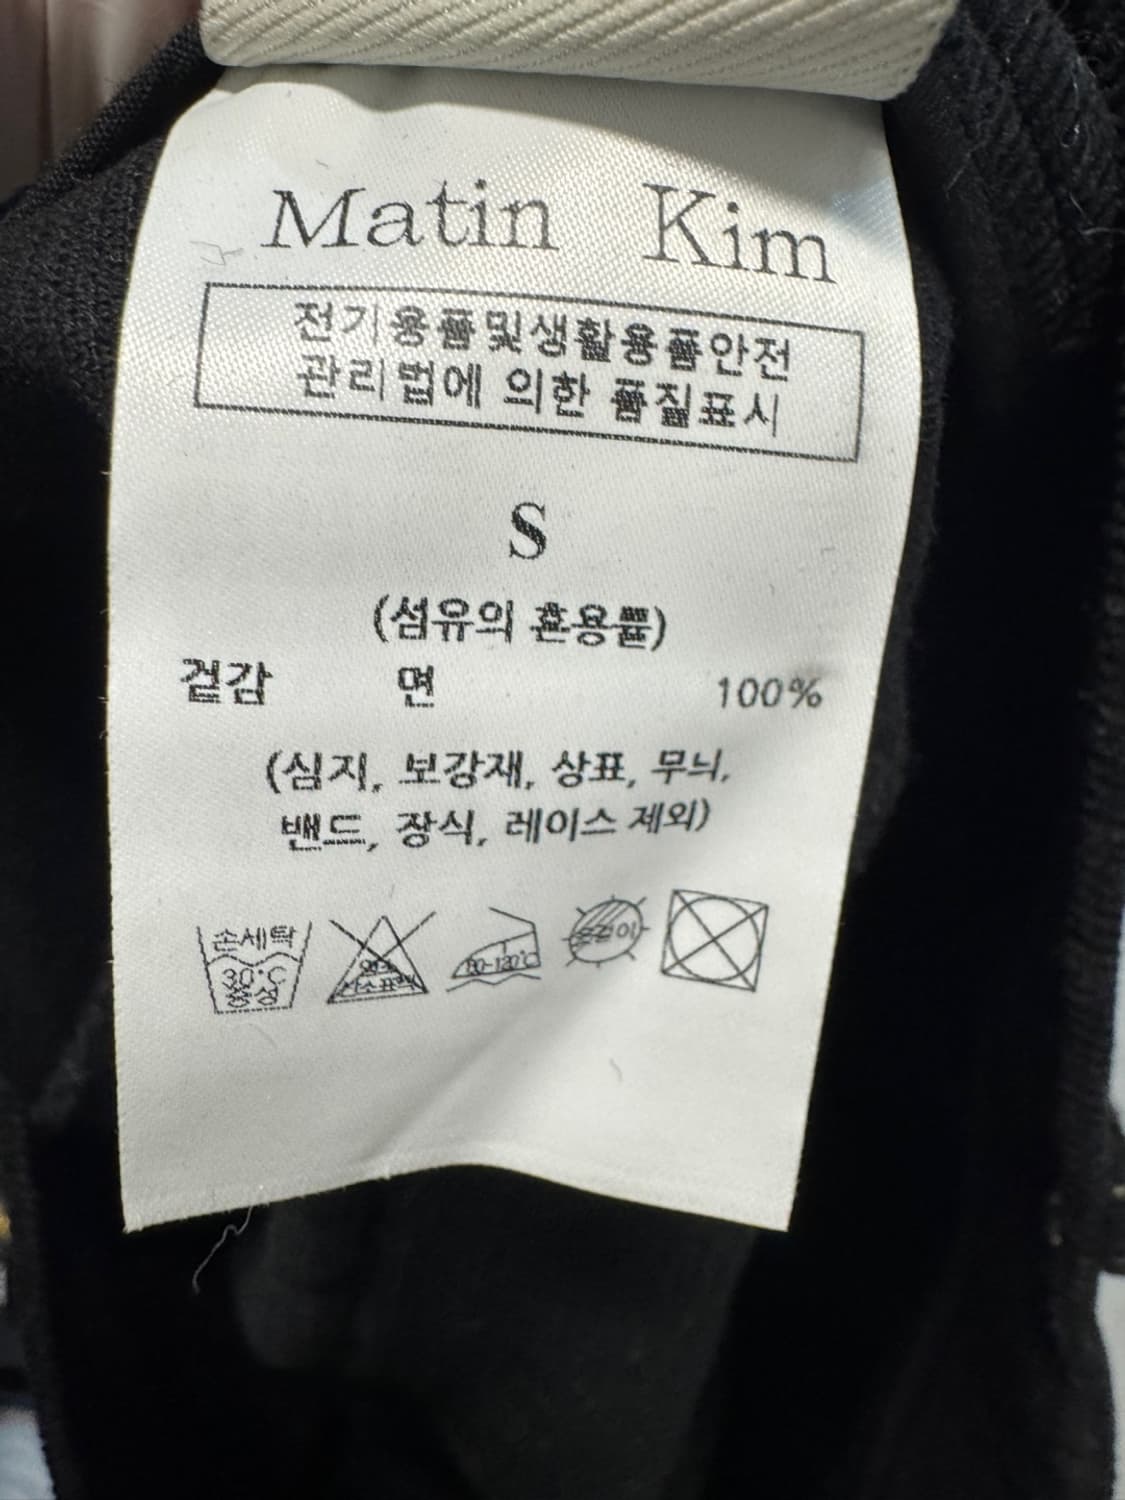 Matin Kim
전기용품및생활용품안전
관리법에 의한 품질표시
S
(섬유의 혼용률)
겉감 면 100%
(심지, 보강재, 상표, 무늬,
밴드, 장식, 레이스 제외)
손세탁
30°C
중성
80-120°C